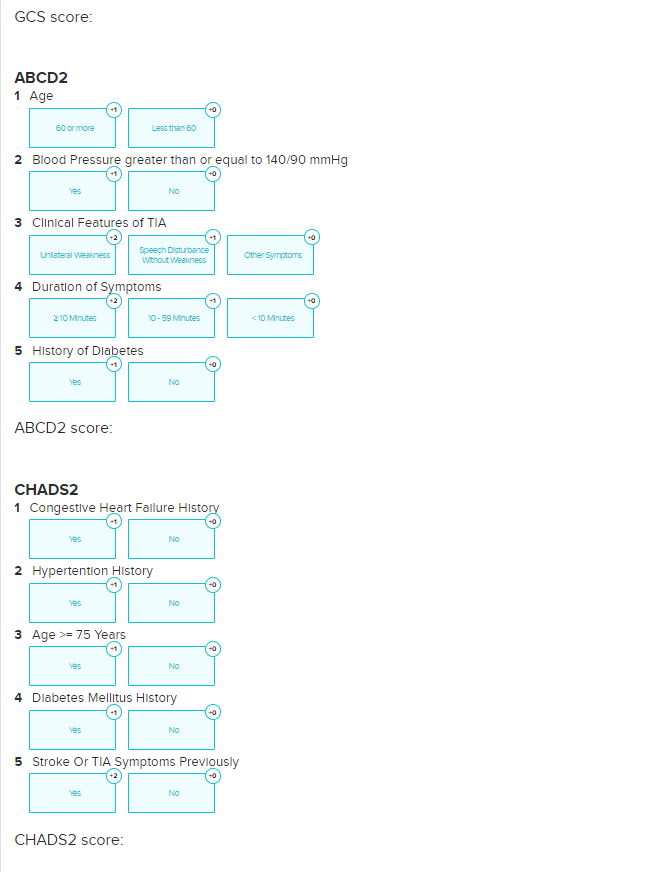 GCS score:
ABCD2
1 Age
+1 +0
60 or more Less than 60
2 Blood Pressure greater than or equal to 140/90 mmHg
+1 +0
Yes No
3 Clinical Features of TIA
+2 +1 +0
Unilateral Weakness Speech Disturbance Without Weakness Other Symptoms
4 Duration of Symptoms
+2 +1 +0
≥ 10 Minutes 10 - 59 Minutes < 10 Minutes
5 History of Diabetes
+1 +0
Yes No
ABCD2 score:
CHADS2
1 Congestive Heart Failure History
+1 +0
Yes No
2 Hypertention History
+1 +0
Yes No
3 Age >= 75 Years
+1 +0
Yes No
4 Diabetes Mellitus History
+1 +0
Yes No
5 Stroke Or TIA Symptoms Previously
+2 +0
Yes No
CHADS2 score: